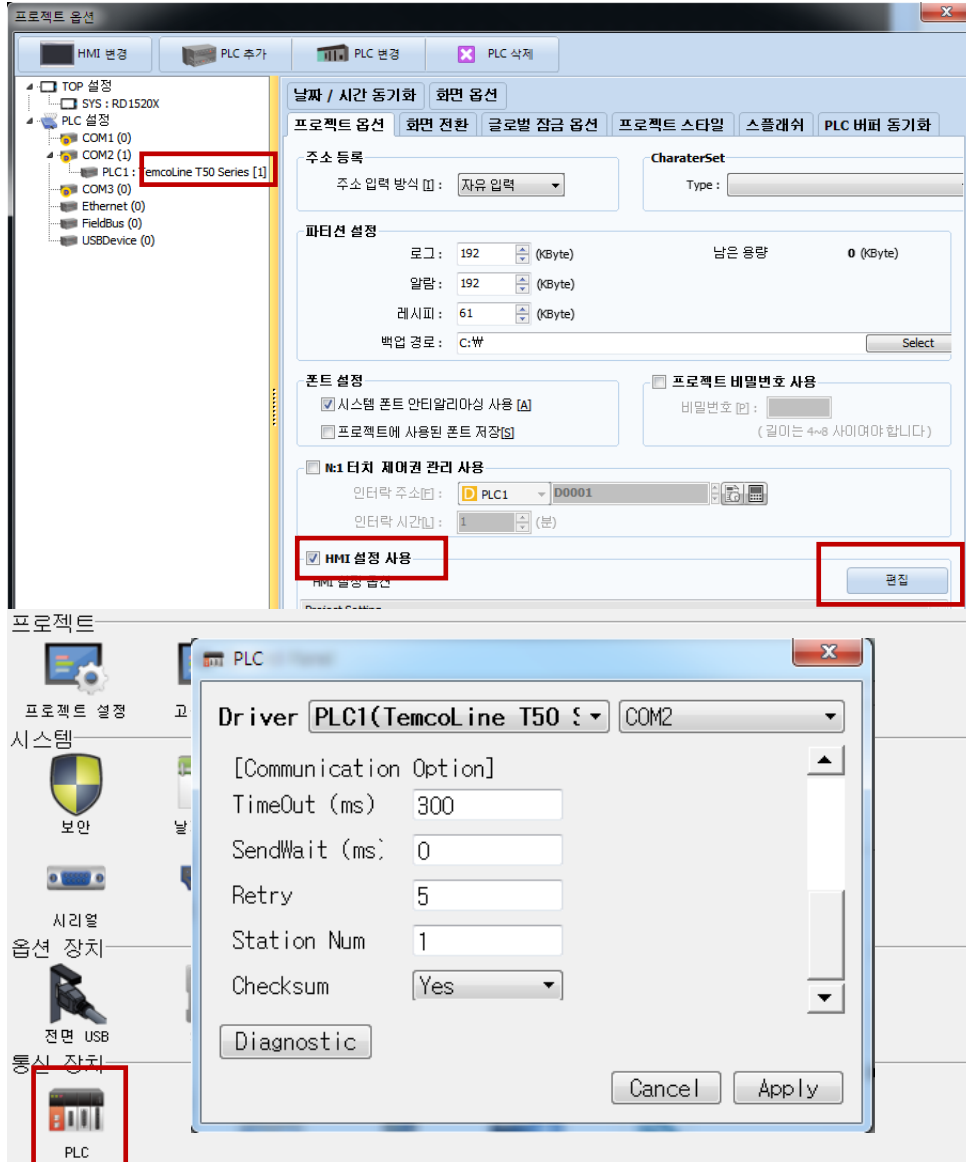 프로젝트 옵션
HMI 변경 PLC 추가 PLC 변경 PLC 삭제
TOP 설정
SYS : RD1520X
PLC 설정
COM1 (0)
COM2 (1)
PLC1 : TemcoLine T50 Series [1]
COM3 (0)
Ethernet (0)
FieldBus (0)
USBDevice (0)
날짜 / 시간 동기화 화면 옵션
프로젝트 옵션 화면 전환 글로벌 잠금 옵션 프로젝트 스타일 스플래쉬 PLC 버퍼 동기화
주소 등록 CharaterSet
주소 입력 방식 [I] : 자유 입력 Type :
파티션 설정
로그 : 192 (KByte) 남은 용량 0 (KByte)
알람 : 192 (KByte)
레시피 : 61 (KByte)
백업 경로 : C:₩ Select
폰트 설정 프로젝트 비밀번호 사용
시스템 폰트 안티알리아싱 사용 [A] 비밀번호 [P] :
프로젝트에 사용된 폰트 저장[S] ( 길이는 4~8 사이여야 합니다 )
N:1 터치 제어권 관리 사용
인터락 주소[F] : D PLC1 D0001
인터락 시간[L] : 1 (분)
HMI 설정 사용
HMI 설정 옵션 편집
Project Setting
프로젝트
프로젝트 설정 고
시스템
보안 날
시리얼
옵션 장치
전면 USB
통신 장치
PLC
PLC
Driver PLC1(TemcoLine T50 S COM2
[Communication Option]
TimeOut (ms) 300
SendWait (ms) 0
Retry 5
Station Num 1
Checksum Yes
Diagnostic
Cancel Apply